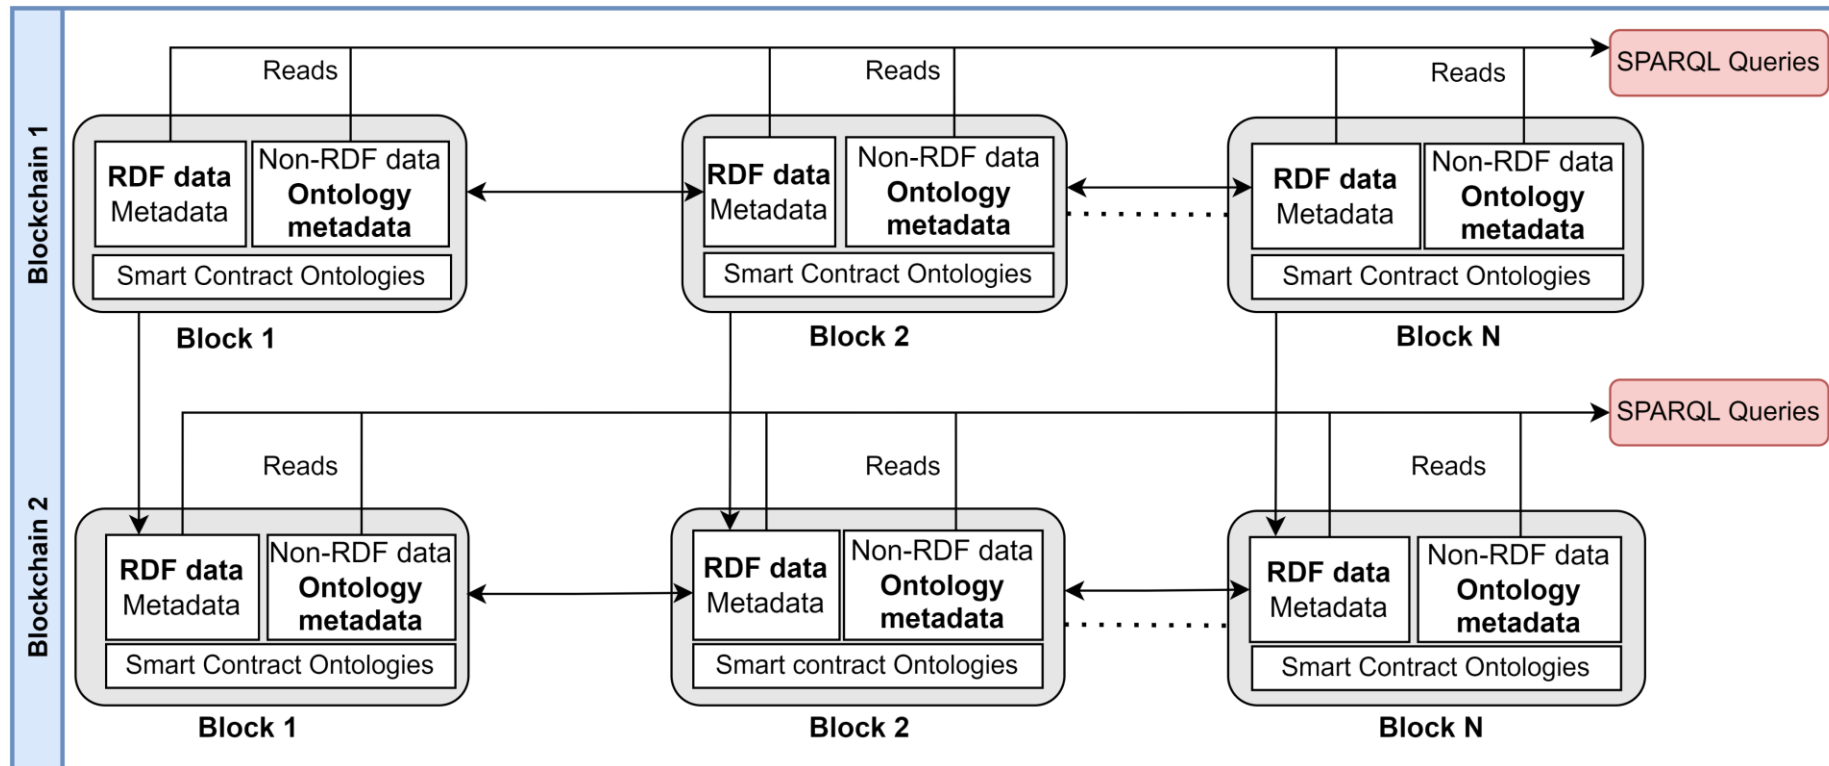 Blockchain 1
Reads
Reads
Reads
SPARQL Queries
RDF data
Metadata
Non-RDF data
Ontology
metadata
Smart Contract Ontologies
Block 1
RDF data
Metadata
Non-RDF data
Ontology
metadata
Smart Contract Ontologies
Block 2
RDF data
Metadata
Non-RDF data
Ontology
metadata
Smart Contract Ontologies
Block N
Blockchain 2
Reads
Reads
Reads
SPARQL Queries
RDF data
Metadata
Non-RDF data
Ontology
metadata
Smart Contract Ontologies
Block 1
RDF data
Metadata
Non-RDF data
Ontology
metadata
Smart contract Ontologies
Block 2
RDF data
Metadata
Non-RDF data
Ontology
metadata
Smart Contract Ontologies
Block N